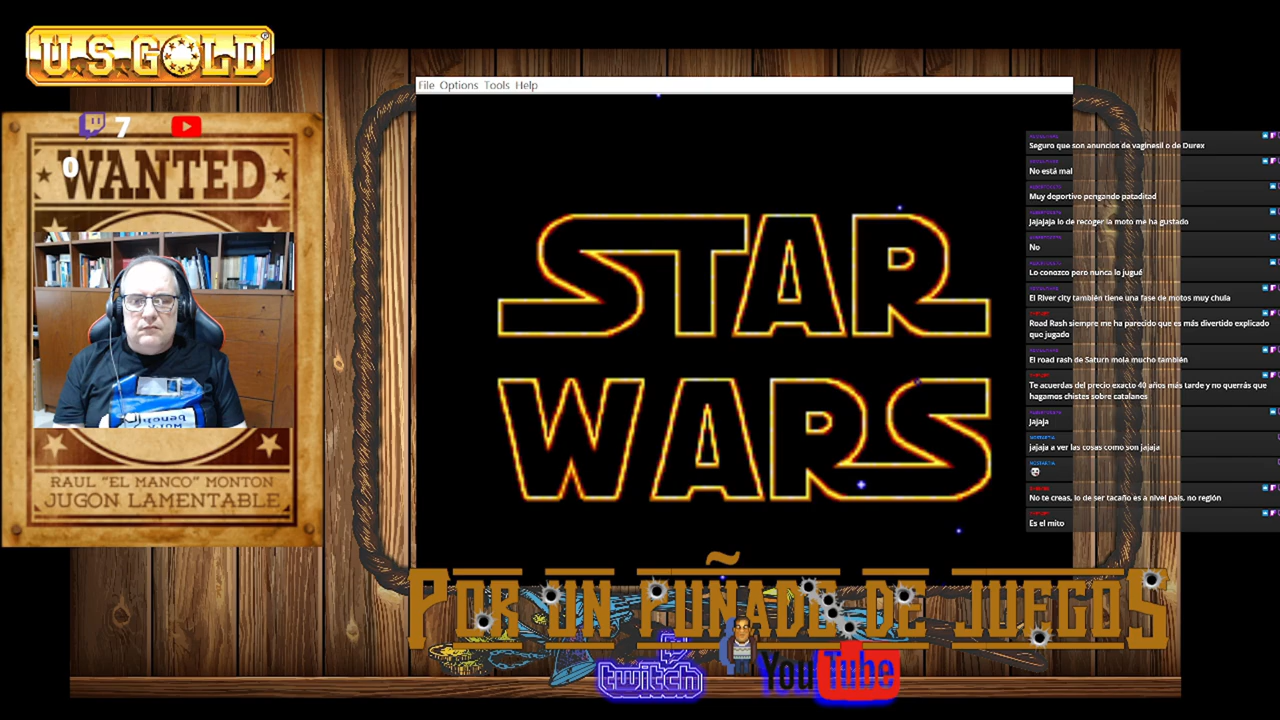 U.S. GOLD
7
0
WANTED
RAUL "EL MANCO" MONTON
JUGON LAMENTABLE
File Options Tools Help
STAR
WARS
Seguro que son anuncios de vaginesil o de Durex
No está mal
Muy deportivo pengando pataditad
Jajajaja lo de recoger la moto me ha gustado
No
Lo conozco pero nunca lo jugué
El River city también tiene una fase de motos muy chula
Road Rash siempre me ha parecido que es más divertido explicado
que jugado
El road rash de Saturn mola mucho también
Te acuerdas del precio exacto 40 años más tarde y no querrás que
hagamos chistes sobre catalanes
Jajaja
jajaja a ver las cosas como son jajaja
No te creas, lo de ser tacaño es a nivel país, no región
Es el mito
POR UN PUÑADO DE JUEGOS
twitch
YouTube